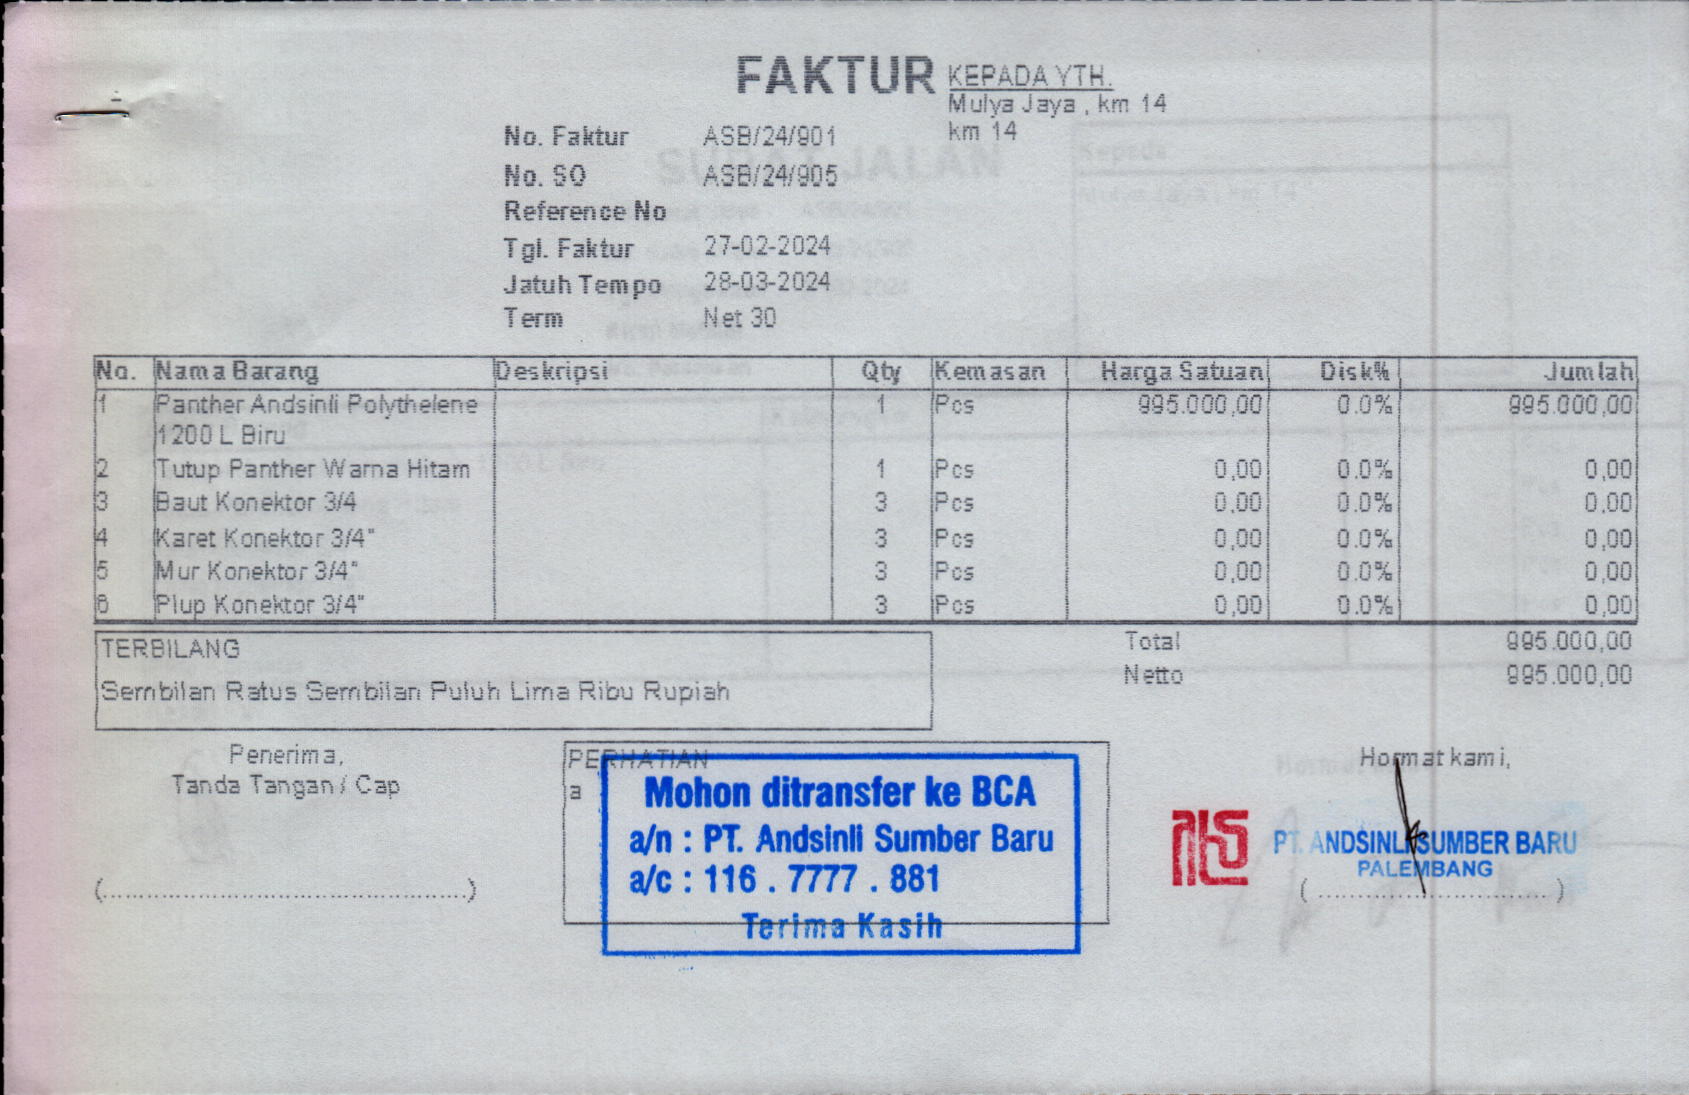 FAKTUR
KEPADA YTH.
Mulya Jaya , km 14
km 14
No. Faktur ASB/24/901
No. SO ASB/24/905
Reference No
Tgl. Faktur 27-02-2024
Jatuh Tempo 28-03-2024
Term Net 30
No. Nama Barang Deskripsi Qty Kemasan Harga Satuan Disk% Jumlah
1 Panther Andsinli Polythelene 1 Pcs 995.000,00 0.0% 995.000,00
1200 L Biru
2 Tutup Panther Warna Hitam 1 Pcs 0,00 0.0% 0,00
3 Baut Konektor 3/4 3 Pcs 0,00 0.0% 0,00
4 Karet Konektor 3/4" 3 Pcs 0,00 0.0% 0,00
5 Mur Konektor 3/4" 3 Pcs 0,00 0.0% 0,00
6 Plup Konektor 3/4" 3 Pcs 0,00 0.0% 0,00
TERBILANG
Sembilan Ratus Sembilan Puluh Lima Ribu Rupiah
Total 995.000,00
Netto 995.000,00
Penerima,
Tanda Tangan / Cap
(..............................................)
PERHATIAN
a
Mohon ditransfer ke BCA
a/n : PT. Andsinli Sumber Baru
a/c : 116 . 7777 . 881
Terima Kasih
Hormat kami,
PT. ANDSINLI SUMBER BARU
PALEMBANG
(..............................)